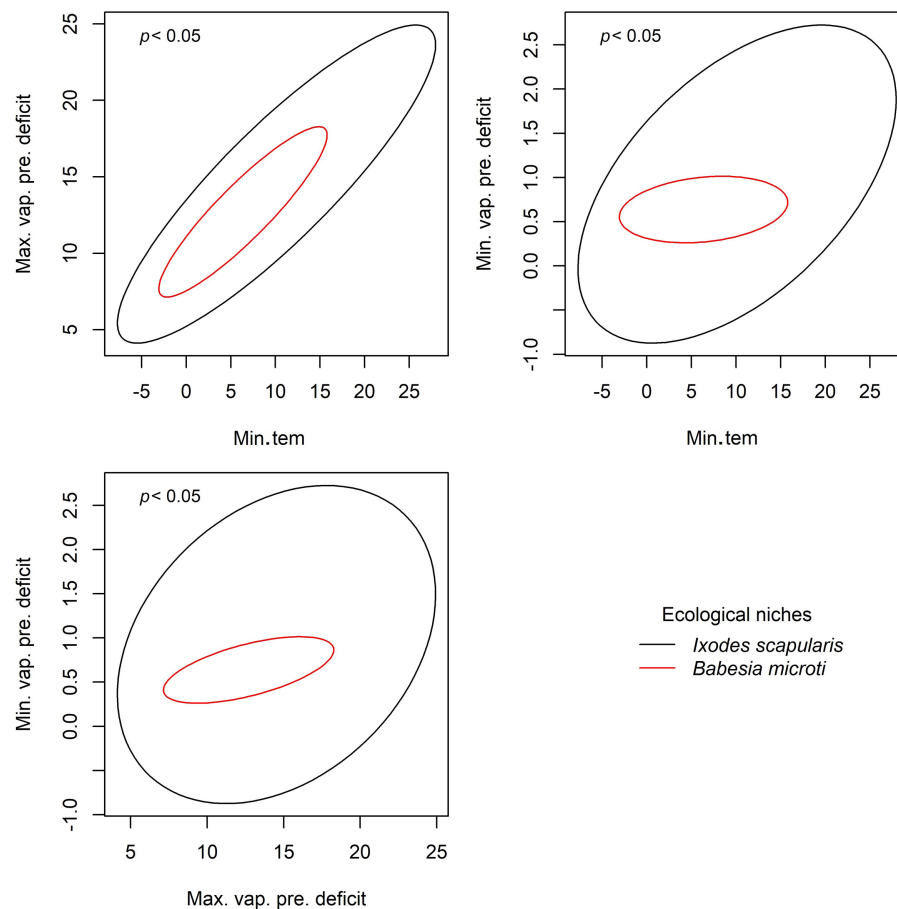 p< 0.05
Max. vap. pre. deficit
25
20
15
10
5
-5 0 5 10 15 20 25
Min.tem
p< 0.05
Min. vap. pre. deficit
2.5
2.0
1.5
1.0
0.5
0.0
-1.0
-5 0 5 10 15 20 25
Min.tem
p< 0.05
Min. vap. pre. deficit
2.5
2.0
1.5
1.0
0.5
0.0
-1.0
5 10 15 20 25
Max. vap. pre. deficit
Ecological niches
Ixodes scapularis
Babesia microti